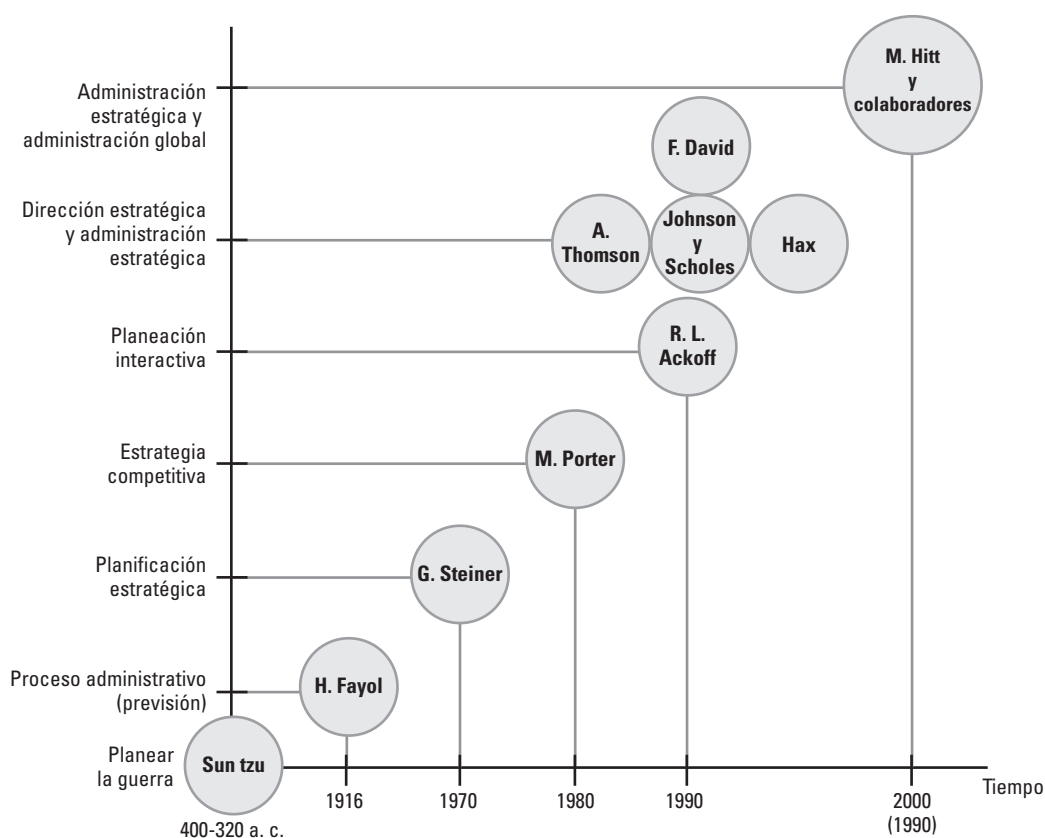 M. Hitt
y
colaboradores
Administración
estratégica y
administración global
F. David
Dirección estratégica
y administración
estratégica
A.
Thomson
Johnson
y
Scholes
Hax
Planeación
interactiva
R. L.
Ackoff
Estrategia
competitiva
M. Porter
Planificación
estratégica
G. Steiner
Proceso administrativo
(previsión)
H. Fayol
Planear
la guerra
Sun tzu
Tiempo
400-320 a. c.
1916
1970
1980
1990
2000
(1990)